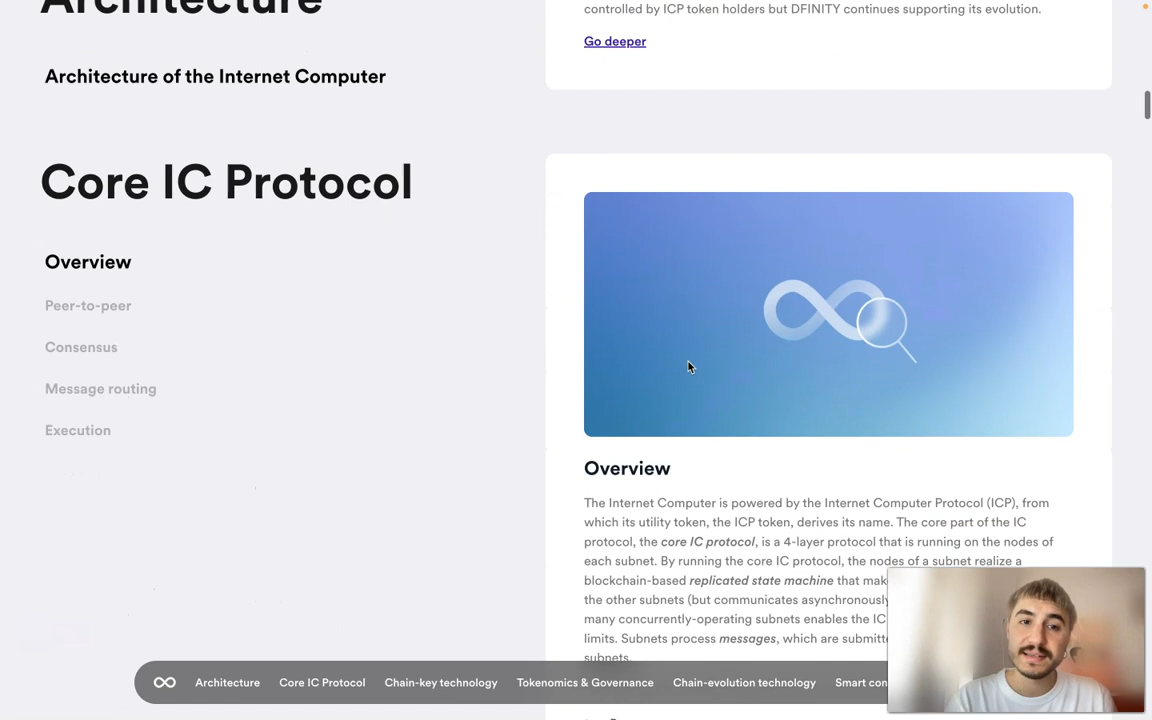 Architecture
Architecture of the Internet Computer
controlled by ICP token holders but DFINITY continues supporting its evolution.
Go deeper
Core IC Protocol
Overview
Peer-to-peer
Consensus
Message routing
Execution
Overview
The Internet Computer is powered by the Internet Computer Protocol (ICP), from
which its utility token, the ICP token, derives its name. The core part of the IC
protocol, the core IC protocol, is a 4-layer protocol that is running on the nodes of
each subnet. By running the core IC protocol, the nodes of a subnet realize a
blockchain-based replicated state machine that
the other subnets (but communicates asynchronously
many concurrently-operating subnets enables the IC
limits. Subnets process messages, which are
subnets.
Architecture Core IC Protocol Chain-key technology Tokenomics & Governance Chain-evolution technology Smart